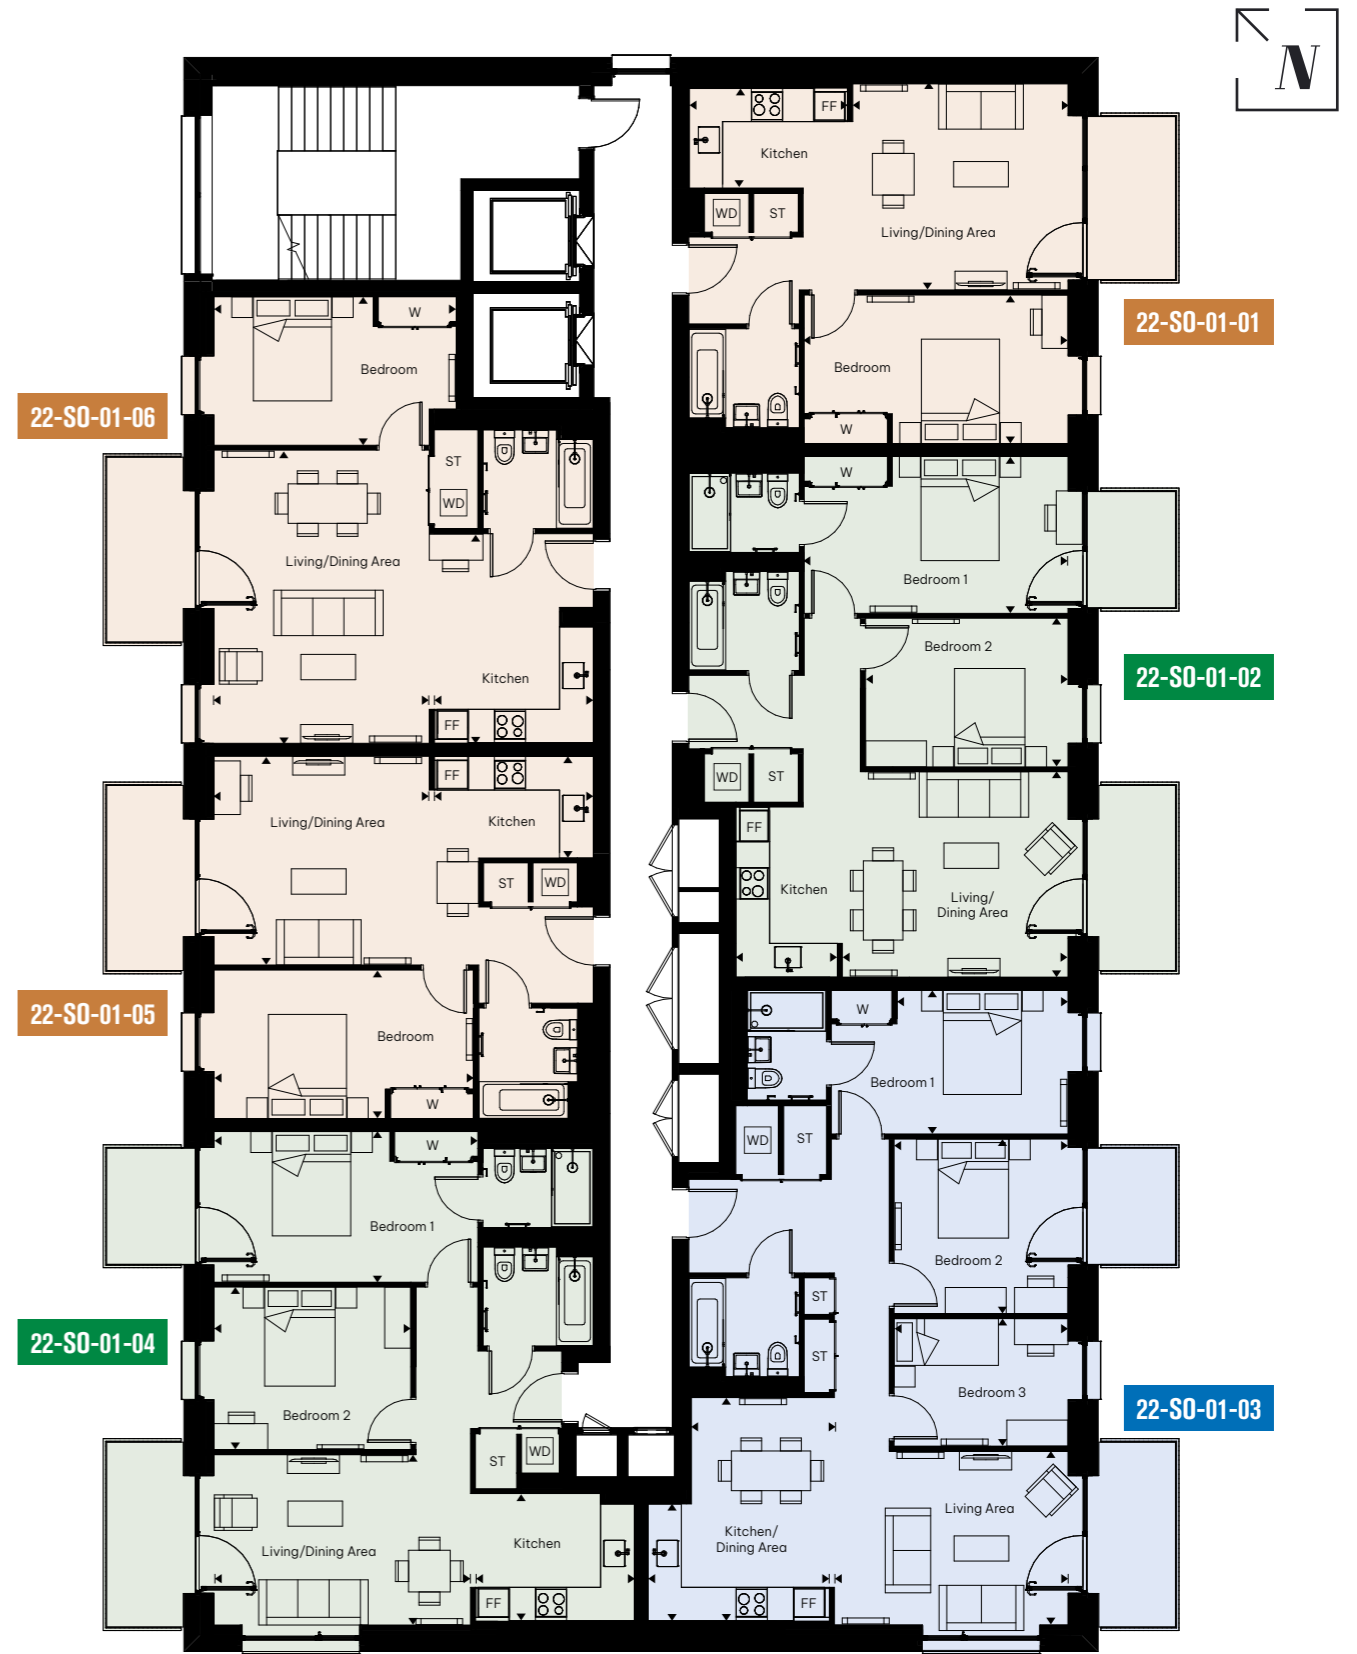 N
Kitchen
FF
WD
ST
Living/Dining Area
22-SO-01-01
Bedroom
W
W
Bedroom
22-SO-01-06
ST
WD
Living/Dining Area
Kitchen
FF
W
Bedroom 1
Bedroom 2
22-SO-01-02
WD
ST
FF
Kitchen
Living/
Dining Area
FF
Living/Dining Area
Kitchen
ST
WD
22-SO-01-05
Bedroom
W
W
Bedroom 1
WD
ST
Bedroom 2
ST
ST
Bedroom 3
22-SO-01-03
Living Area
Kitchen/
Dining Area
FF
W
Bedroom 1
22-SO-01-04
Bedroom 2
ST
WD
Living/Dining Area
Kitchen
FF